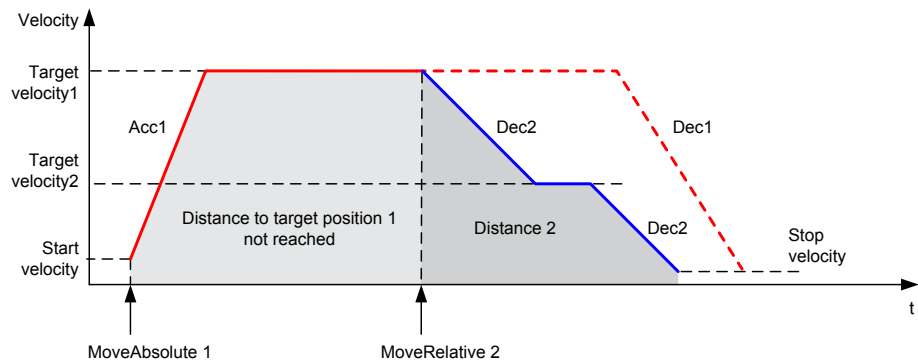 Velocity
Target
velocity1
Acc1
Dec2
Dec1
Target
velocity2
Distance to target position 1
not reached
Distance 2
Dec2
Start
velocity
Stop
velocity
t
MoveAbsolute 1
MoveRelative 2